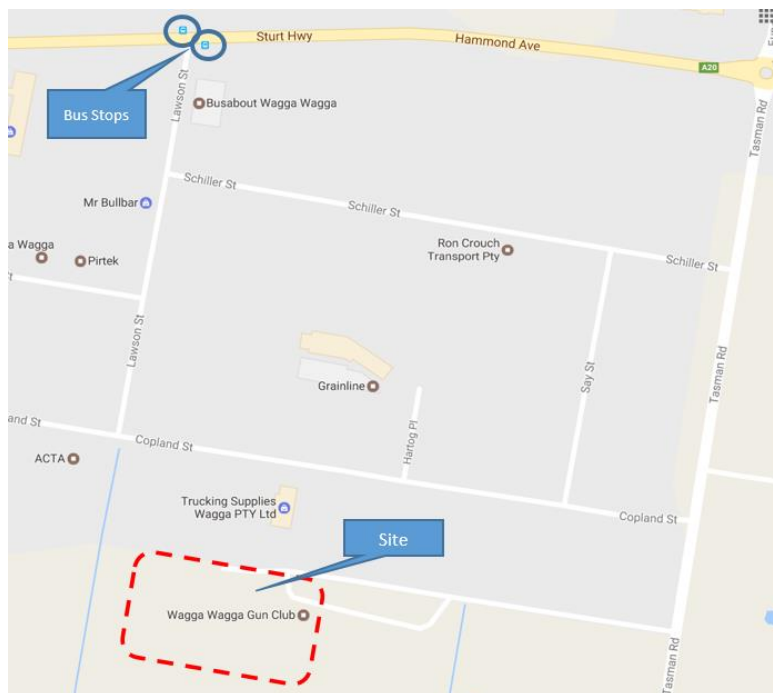 Sturt Hwy
Hammond Ave
A20
Bus Stops
Lawson St
Busabout Wagga Wagga
Tasman Rd
Schiller St
Mr Bullbar
Schiller St
a Wagga
Pirtek
Ron Crouch
Transport Pty
Schiller St
Lawson St
Say St
Tasman Rd
Grainline
Hartog Pl
and St
Copland St
ACTA
Trucking Supplies
Wagga PTY Ltd
Copland St
Site
Wagga Wagga Gun Club
Tasman Rd